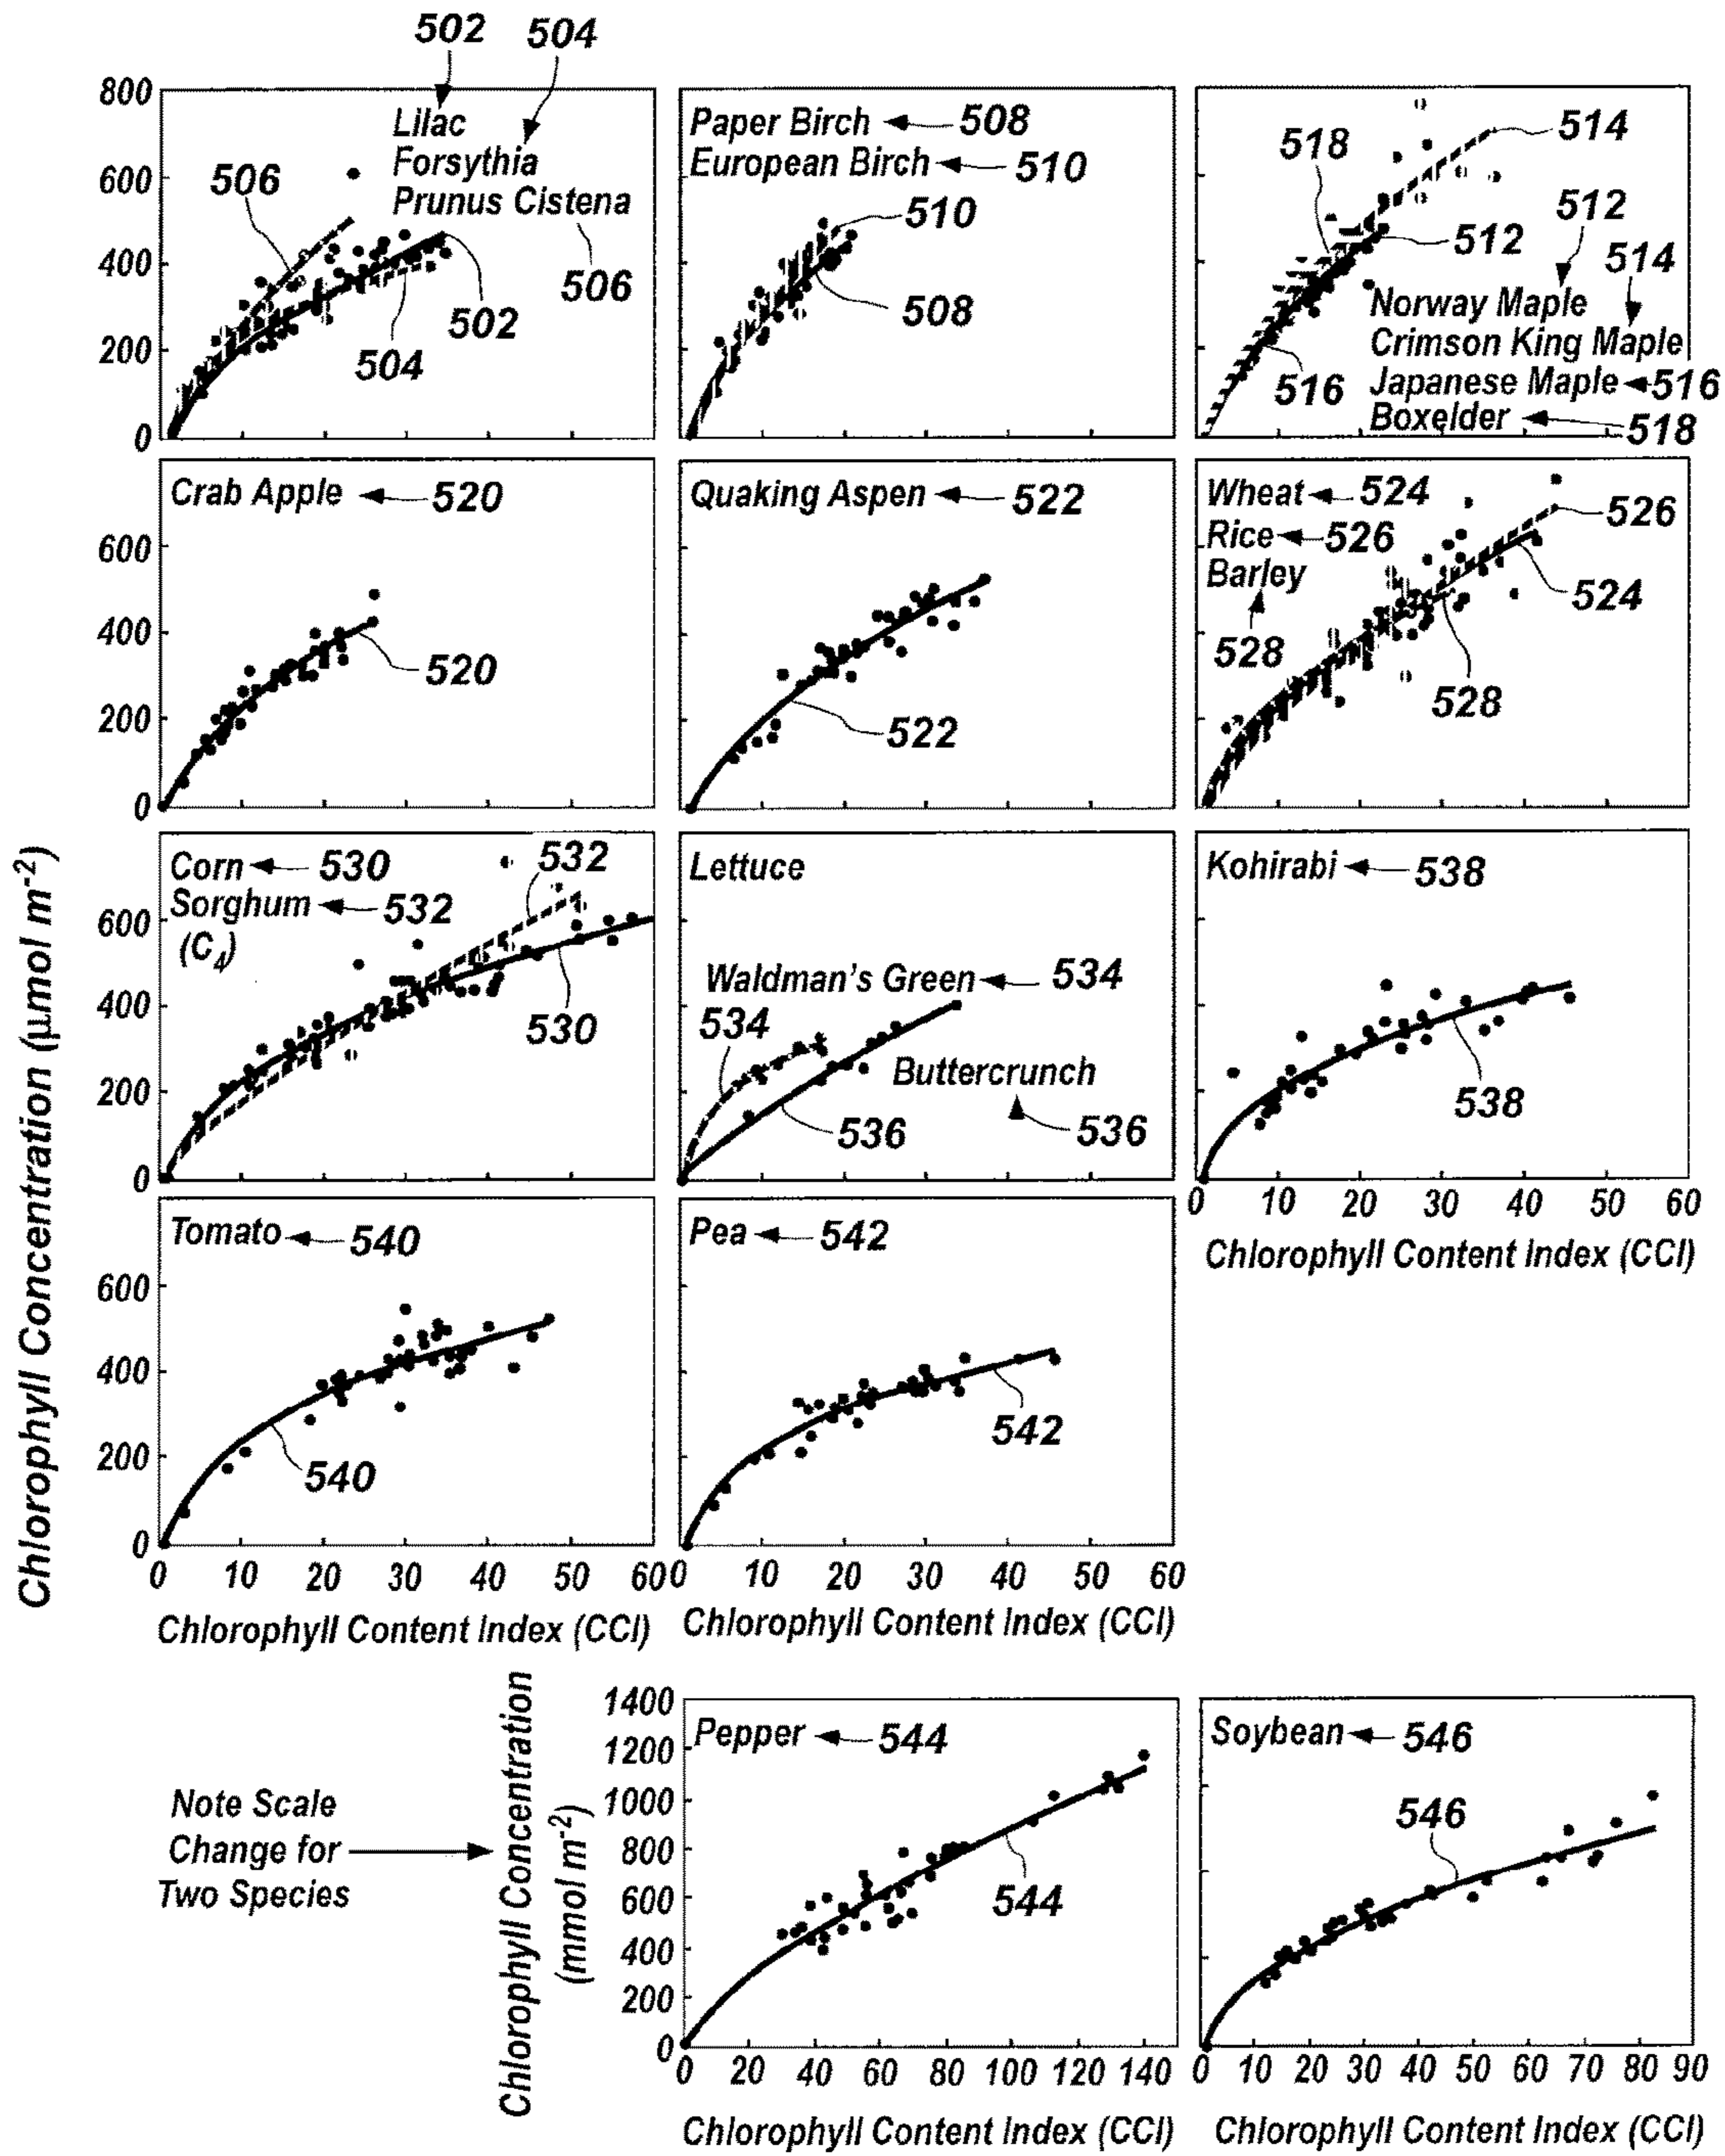 502 504
800
Lilac
Forsythia
Prunus Cistena
600
506
400
506
502
200
504
0
Paper Birch 508
European Birch 510
510
508
518
514
512
512
514
Norway Maple
Crimson King Maple
516
Japanese Maple 516
Boxelder 518
Crab Apple 520
600
400
520
200
0
Quaking Aspen 522
522
Wheat 524
Rice 526
526
Barley
524
528
528
Chlorophyll Concentration (μmol m-2)
Corn 530
532
Sorghum 532
(C4)
600
400
530
200
0
Lettuce
Waldman's Green 534
534
Buttercrunch
536
536
Kohirabi 538
538
0 10 20 30 40 50 60
Chlorophyll Content Index (CCI)
Tomato 540
600
400
200
540
0
0 10 20 30 40 50 60
Chlorophyll Content Index (CCI)
Pea 542
542
0 10 20 30 40 50 60
Chlorophyll Content Index (CCI)
Note Scale
Change for
Two Species
Chlorophyll Concentration
(mmol m-2)
1400
Pepper 544
1200
1000
800
600
544
400
200
0
0 20 40 60 80 100 120 140
Chlorophyll Content Index (CCI)
Soybean 546
546
0 10 20 30 40 50 60 70 80 90
Chlorophyll Content Index (CCI)